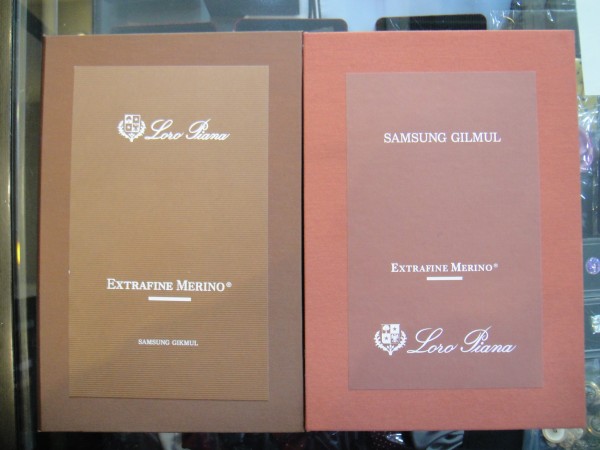 Loro Piana
EXTRAFINE MERINO®
SAMSUNG GIKMUL
SAMSUNG GILMUL
EXTRAFINE MERINO®
Loro Piana